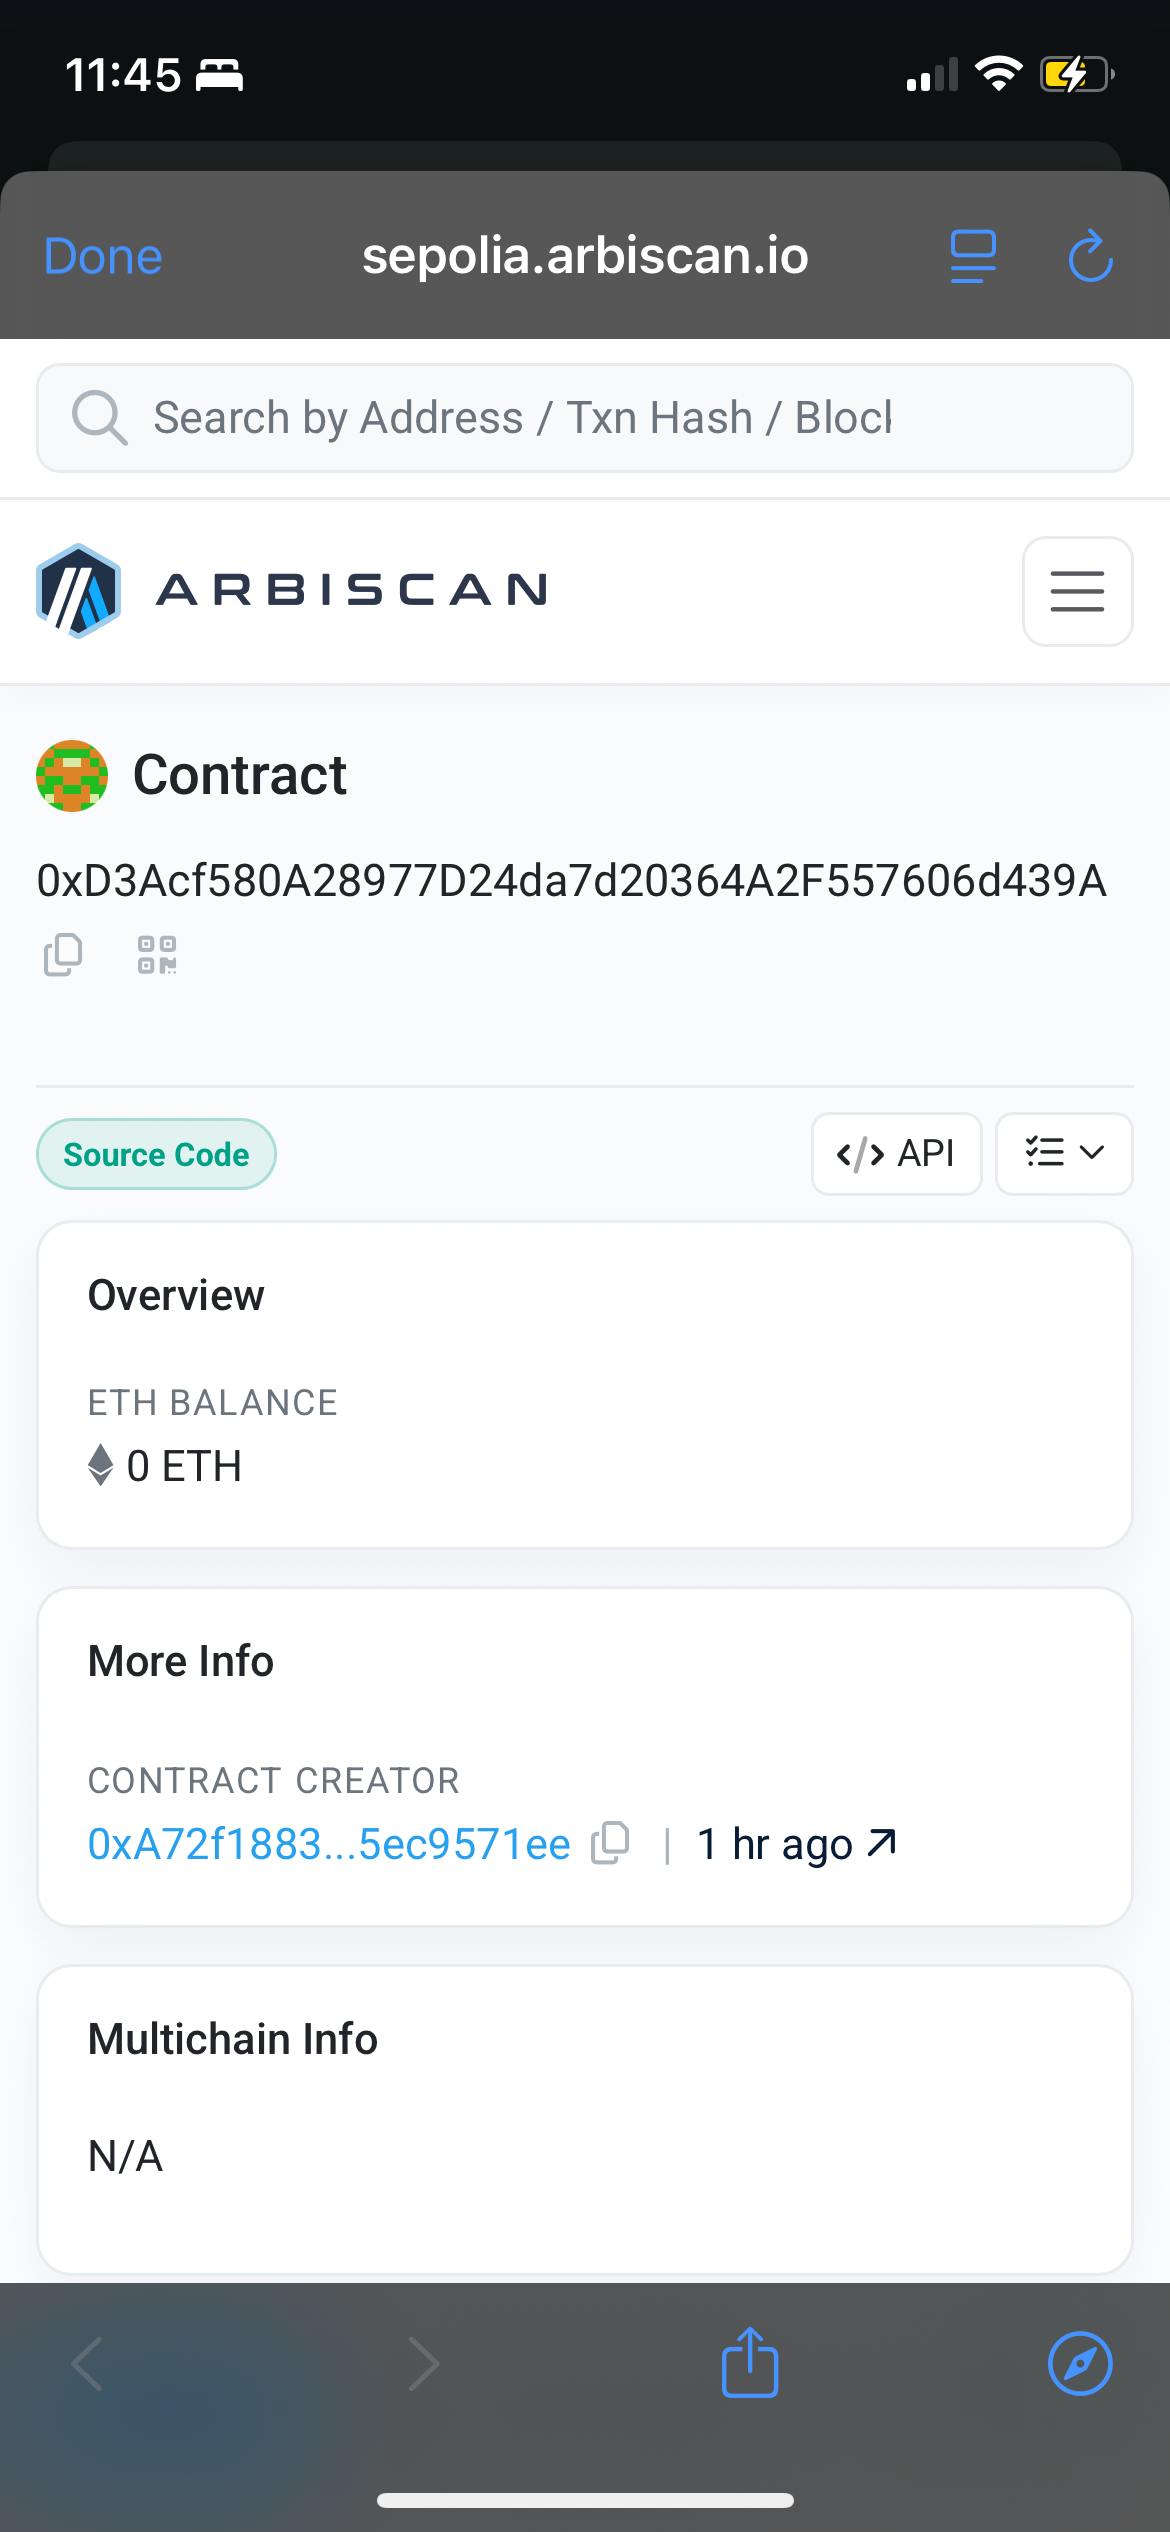 11:45
Done
sepolia.arbiscan.io
Search by Address / Txn Hash / Block
ARBISCAN
Contract
0xD3Acf580A28977D24da7d20364A2F557606d439A
Source Code
</> API
Overview
ETH BALANCE
0 ETH
More Info
CONTRACT CREATOR
0xA72f1883...5ec9571ee | 1 hr ago
Multichain Info
N/A